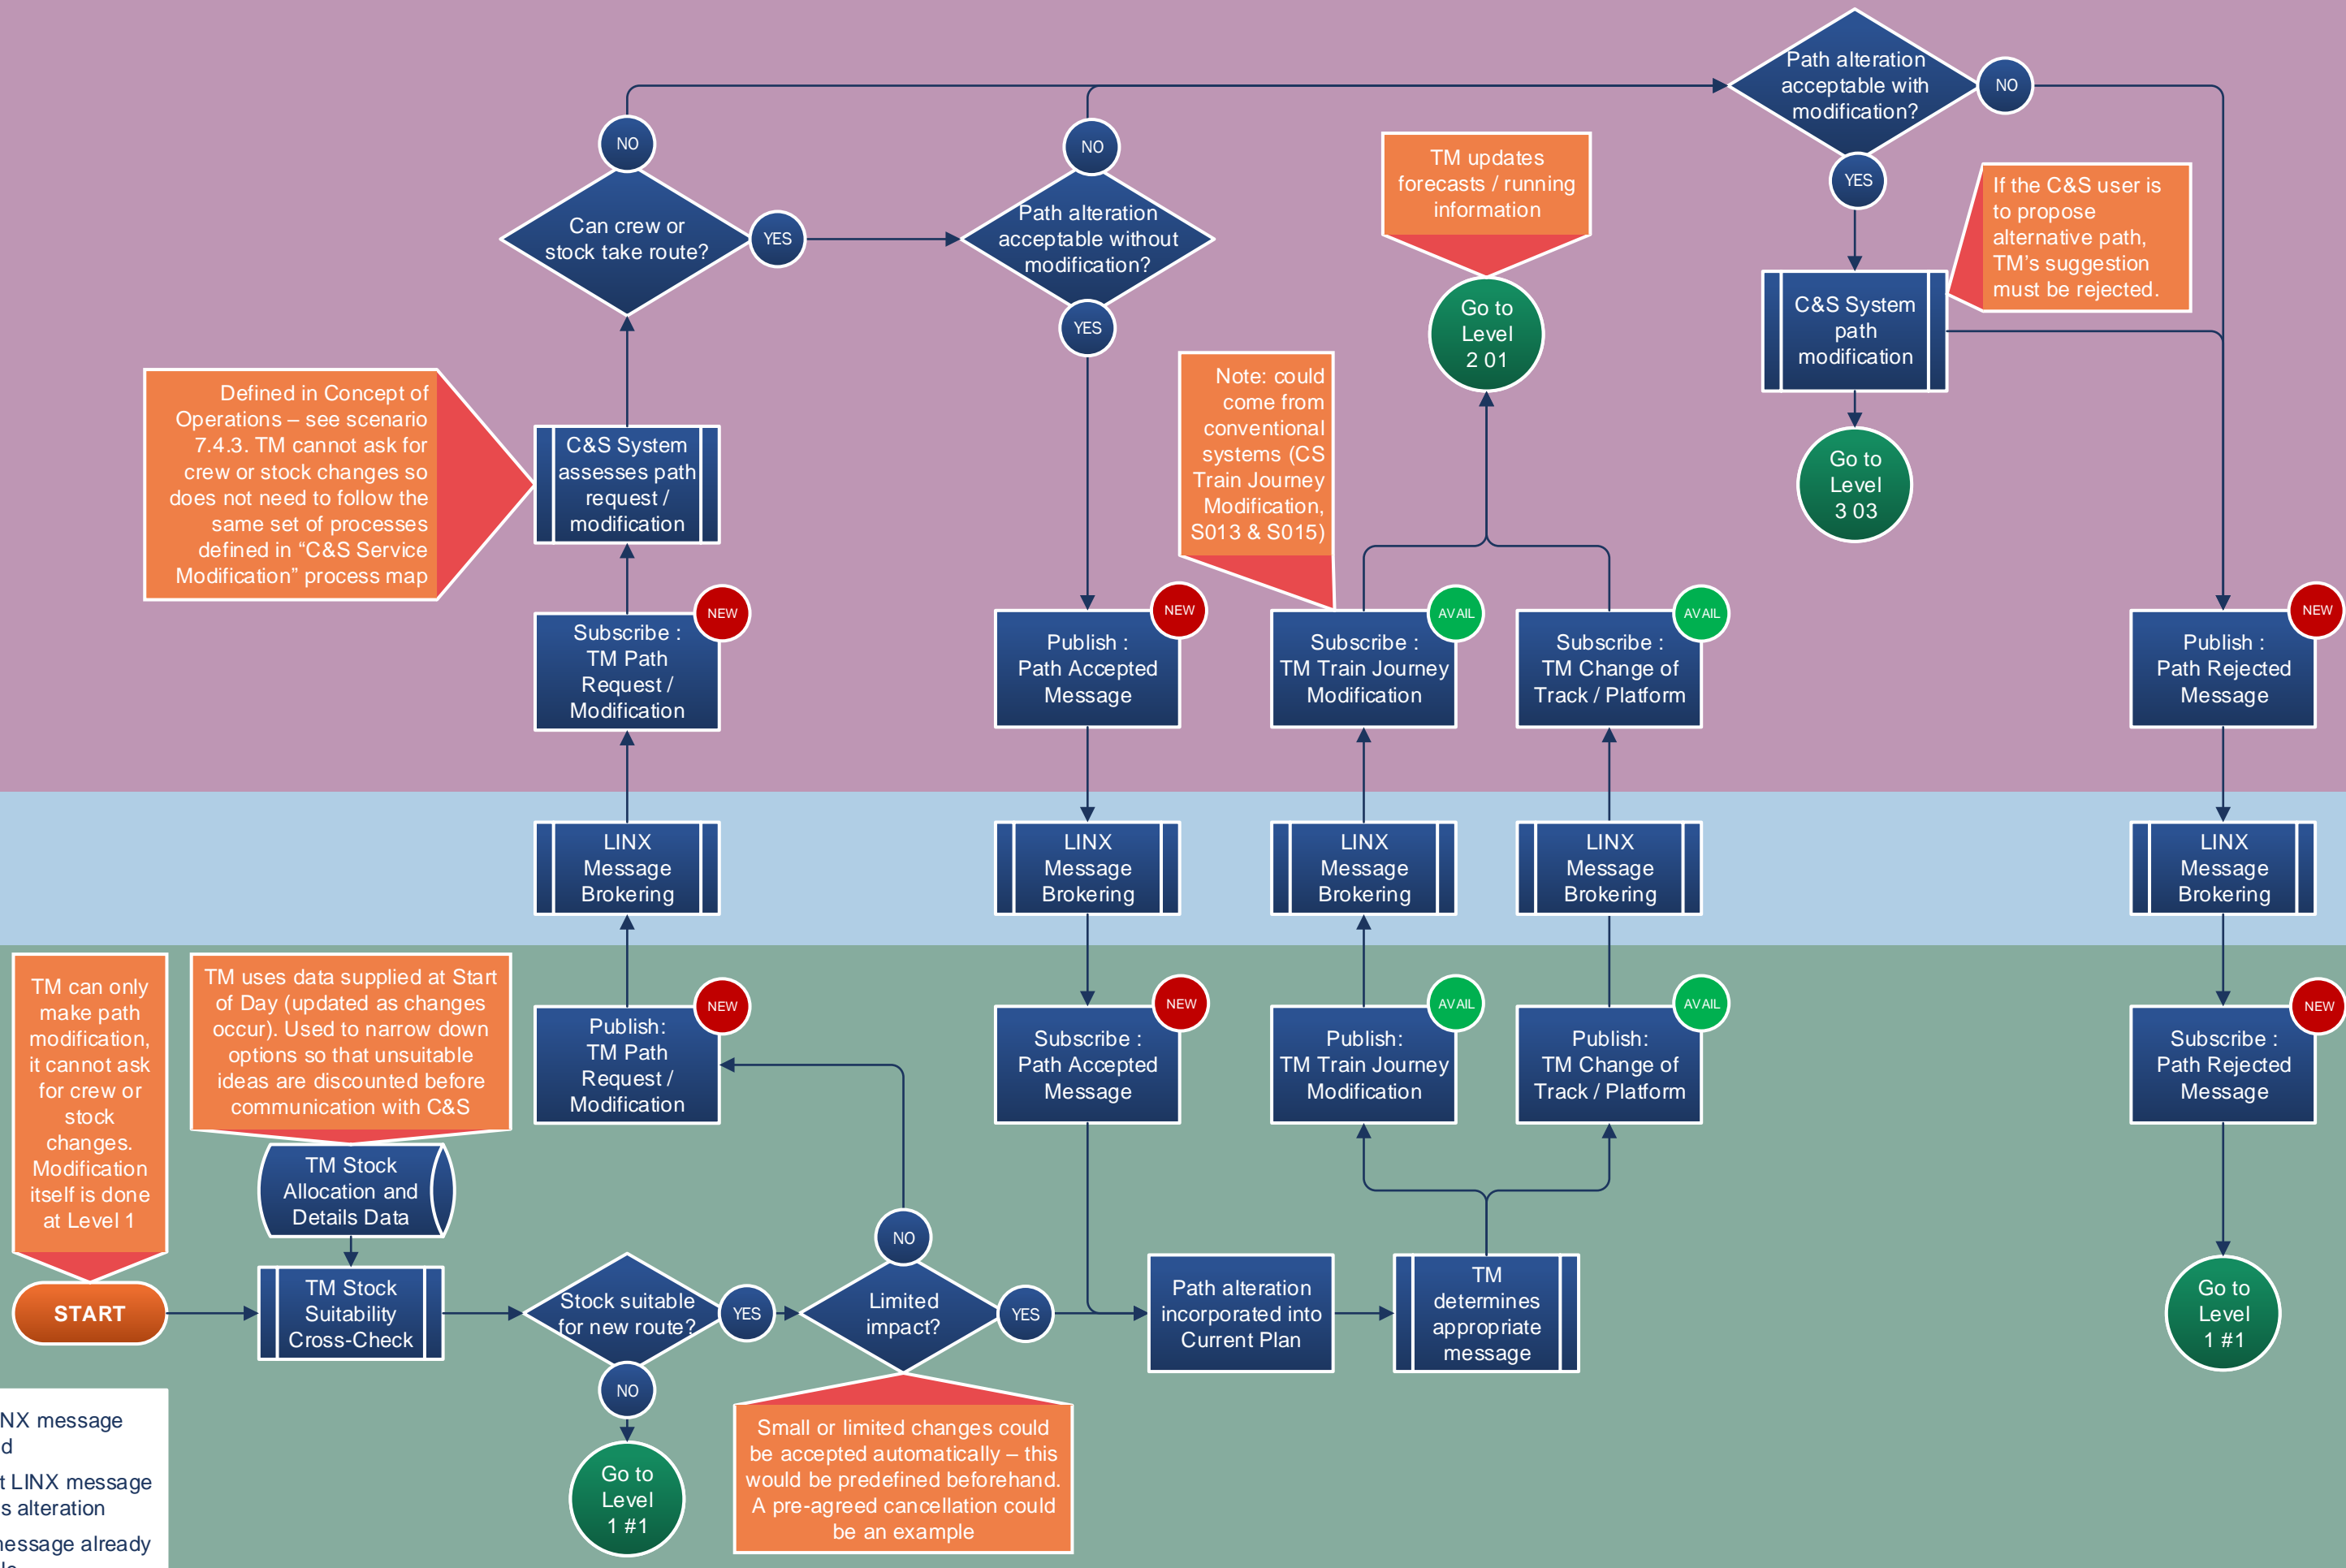 Path alteration
acceptable with
modification?
NO
YES
NO
NO
Can crew or
stock take route?
YES
Path alteration
acceptable without
modification?
YES
TM updates
forecasts / running
information
Go to
Level
2 01
If the C&S user is
to propose
alternative path,
TM's suggestion
must be rejected.
C&S System
path
modification
Go to
Level
3 03
Defined in Concept of
Operations – see scenario
7.4.3. TM cannot ask for
crew or stock changes so
does not need to follow the
same set of processes
defined in “C&S Service
Modification” process map
C&S System
assesses path
request /
modification
Note: could
come from
conventional
systems (CS
Train Journey
Modification,
S013 & S015)
NEW
Subscribe :
TM Path
Request /
Modification
NEW
Publish :
Path Accepted
Message
AVAIL
Subscribe :
TM Train Journey
Modification
AVAIL
Subscribe :
TM Change of
Track / Platform
NEW
Publish :
Path Rejected
Message
LINX
Message
Brokering
LINX
Message
Brokering
LINX
Message
Brokering
LINX
Message
Brokering
LINX
Message
Brokering
TM can only
make path
modification,
it cannot ask
for crew or
stock
changes.
Modification
itself is done
at Level 1
TM uses data supplied at Start
of Day (updated as changes
occur). Used to narrow down
options so that unsuitable
ideas are discounted before
communication with C&S
NEW
Publish:
TM Path
Request /
Modification
NEW
Subscribe :
Path Accepted
Message
AVAIL
Publish:
TM Train Journey
Modification
AVAIL
Publish:
TM Change of
Track / Platform
NEW
Subscribe :
Path Rejected
Message
TM Stock
Allocation and
Details Data
START
TM Stock
Suitability
Cross-Check
Stock suitable
for new route?
YES
NO
Limited
impact?
NO
YES
Path alteration
incorporated into
Current Plan
TM
determines
appropriate
message
Go to
Level
1 #1
Go to
Level
1 #1
Small or limited changes could
be accepted automatically – this
would be predefined beforehand.
A pre-agreed cancellation could
be an example
message
LINX message
alteration
already